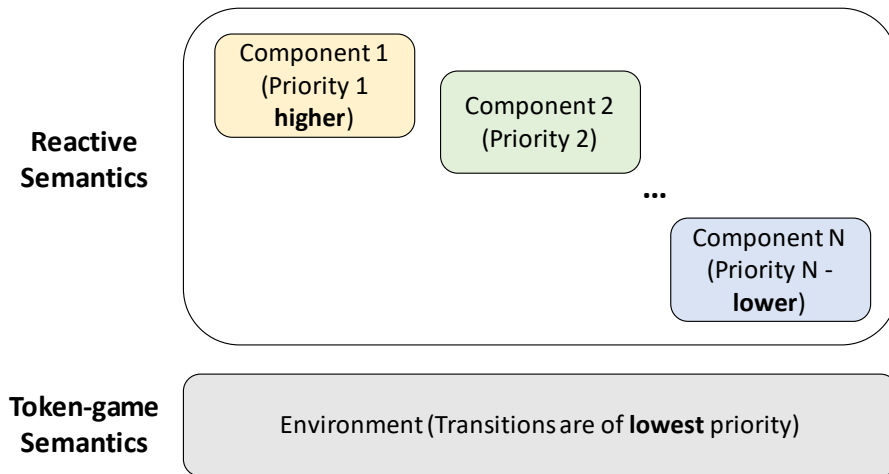 Component 1
(Priority 1
higher)
Component 2
(Priority 2)
Reactive
Semantics
...
Component N
(Priority N -
lower)
Token-game
Semantics
Environment (Transitions are of lowest priority)